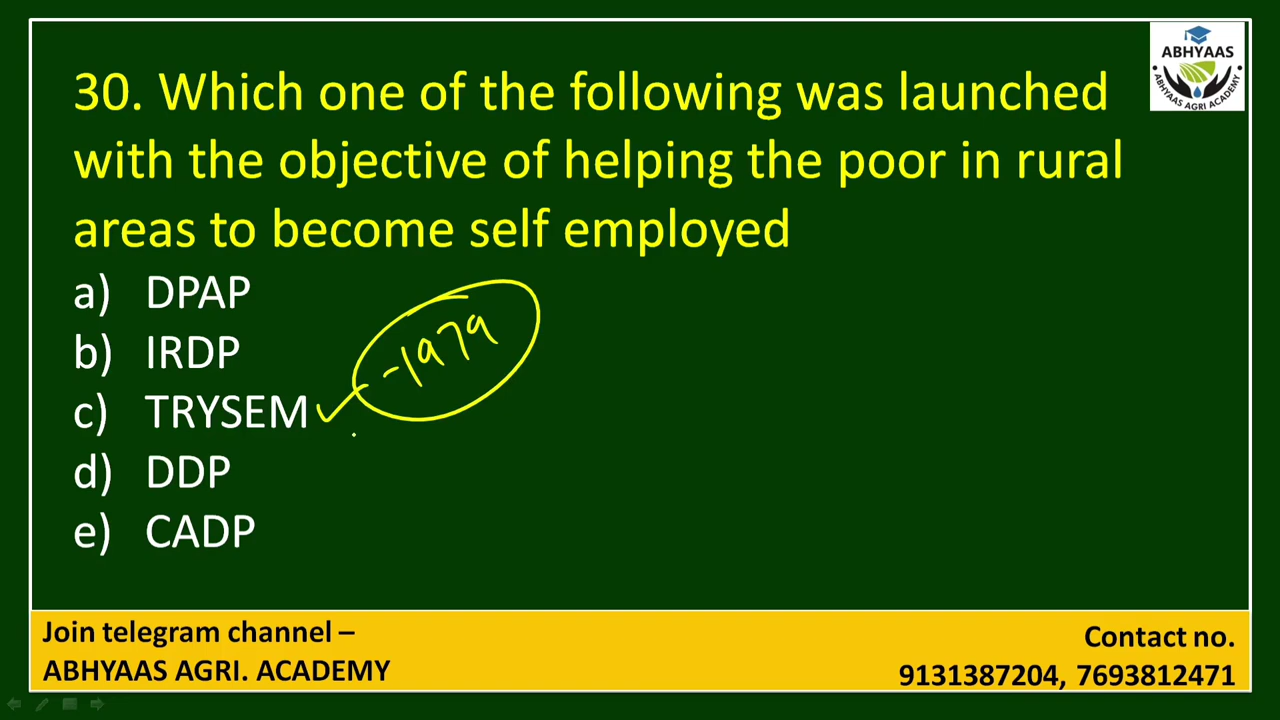 ABHYAAS
ABHYAAS AGRI ACADEMY
30. Which one of the following was launched
with the objective of helping the poor in rural
areas to become self employed
a) DPAP
b) IRDP
c) TRYSEM
-1979
d) DDP
e) CADP
Join telegram channel –
ABHYAAS AGRI. ACADEMY
Contact no.
9131387204, 7693812471